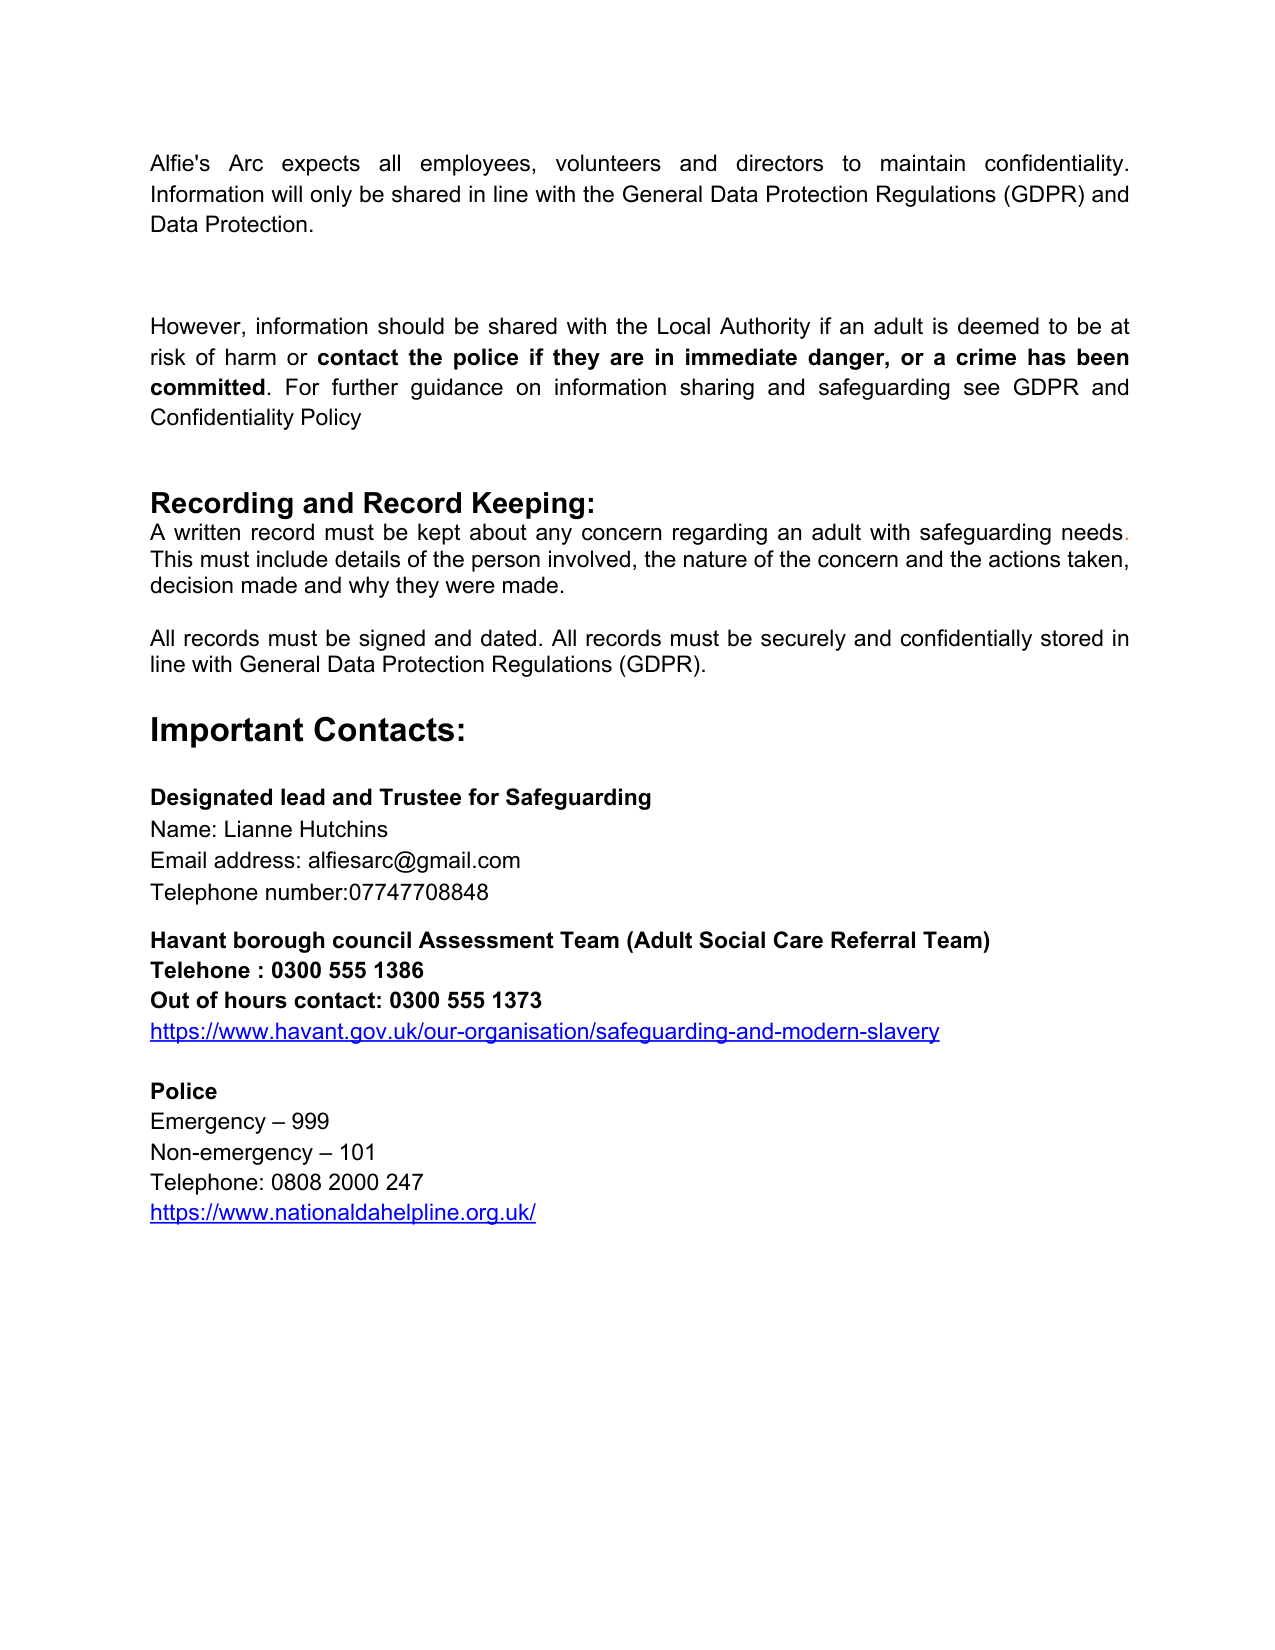 Alfie's Arc expects all employees, volunteers and directors to maintain confidentiality.
Information will only be shared in line with the General Data Protection Regulations (GDPR) and
Data Protection.
However, information should be shared with the Local Authority if an adult is deemed to be at
risk of harm or contact the police if they are in immediate danger, or a crime has been
committed. For further guidance on information sharing and safeguarding see GDPR and
Confidentiality Policy
Recording and Record Keeping:
A written record must be kept about any concern regarding an adult with safeguarding needs.
This must include details of the person involved, the nature of the concern and the actions taken,
decision made and why they were made.
All records must be signed and dated. All records must be securely and confidentially stored in
line with General Data Protection Regulations (GDPR).
Important Contacts:
Designated lead and Trustee for Safeguarding
Name: Lianne Hutchins
Email address: alfiesarc@gmail.com
Telephone number:07747708848
Havant borough council Assessment Team (Adult Social Care Referral Team)
Telehone : 0300 555 1386
Out of hours contact: 0300 555 1373
https://www.havant.gov.uk/our-organisation/safeguarding-and-modern-slavery
Police
Emergency – 999
Non-emergency – 101
Telephone: 0808 2000 247
https://www.nationaldahelpline.org.uk/